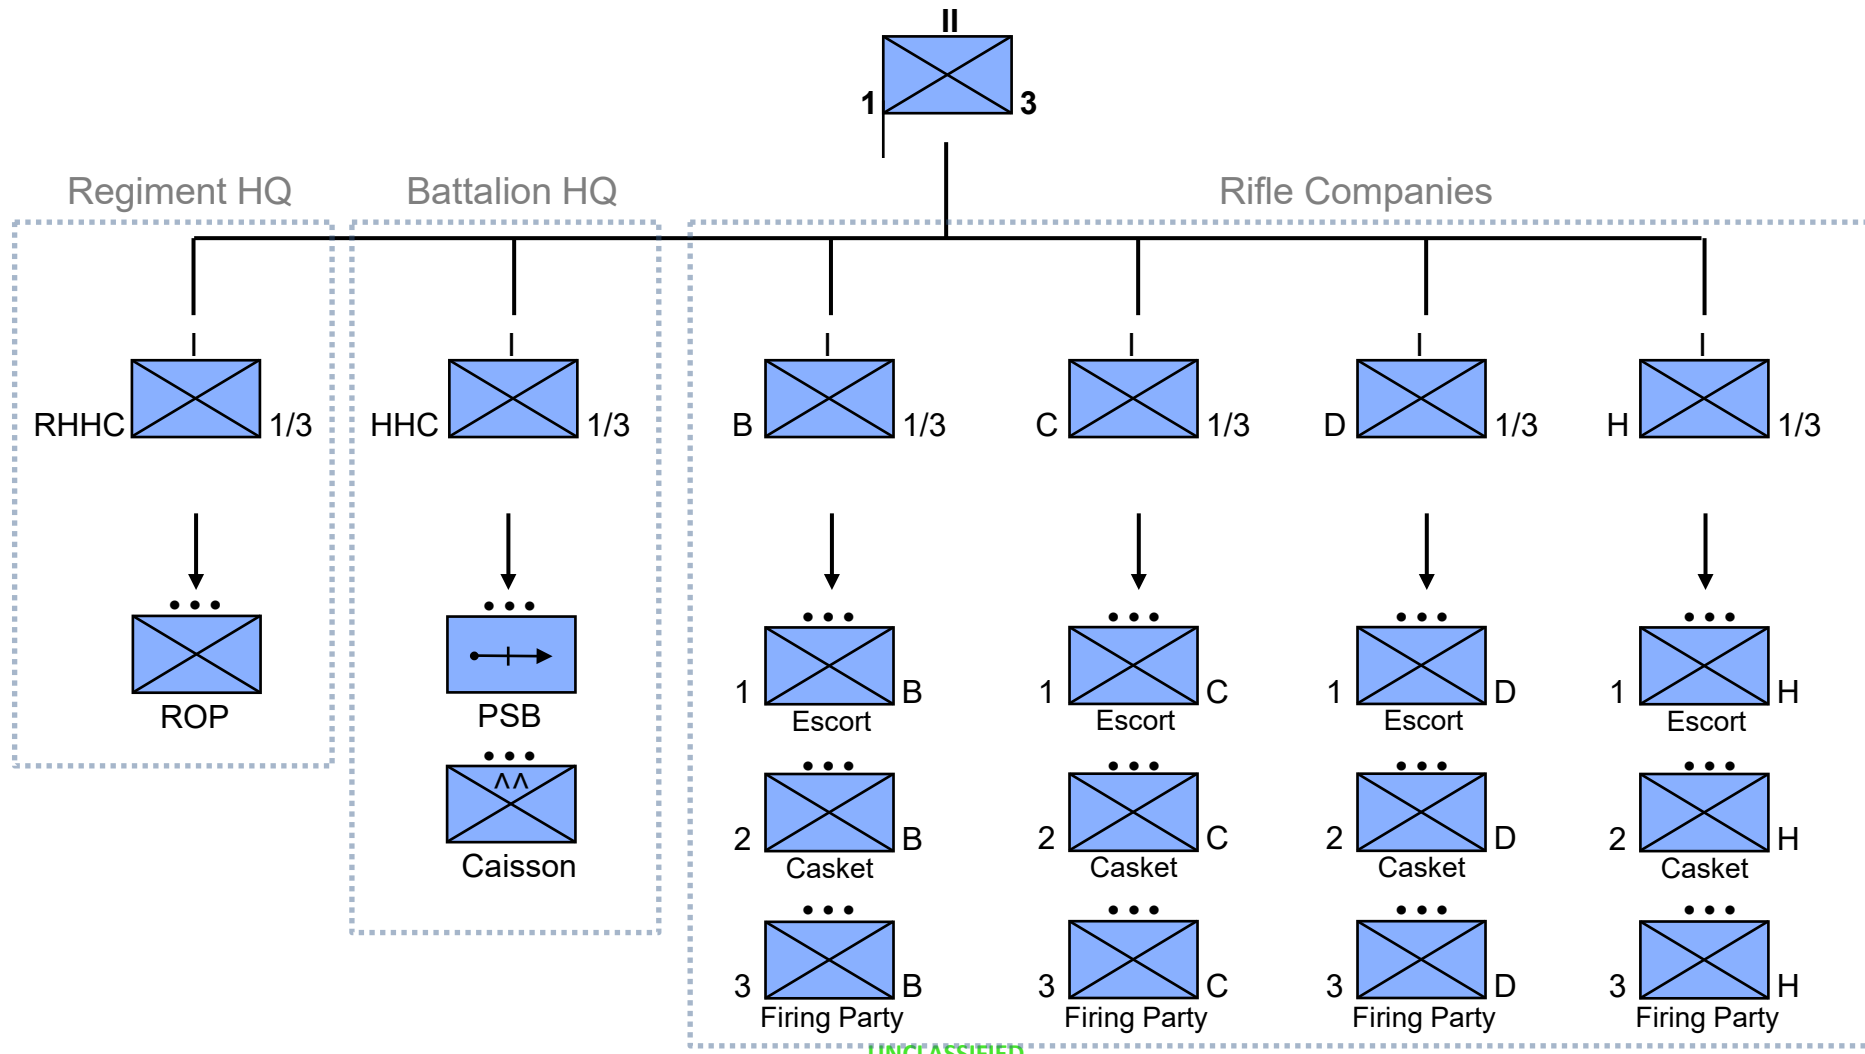 II
1 3
Regiment HQ Battalion HQ Rifle Companies
I I I I I I
RHHC 1/3 HHC 1/3 B 1/3 C 1/3 D 1/3 H 1/3
ROP PSB
1 B 1 C 1 D 1 H
Escort Escort Escort Escort
^^
Caisson
2 B 2 C 2 D 2 H
Casket Casket Casket Casket
3 B 3 C 3 D 3 H
Firing Party Firing Party Firing Party Firing Party
UNCLASSIFIED